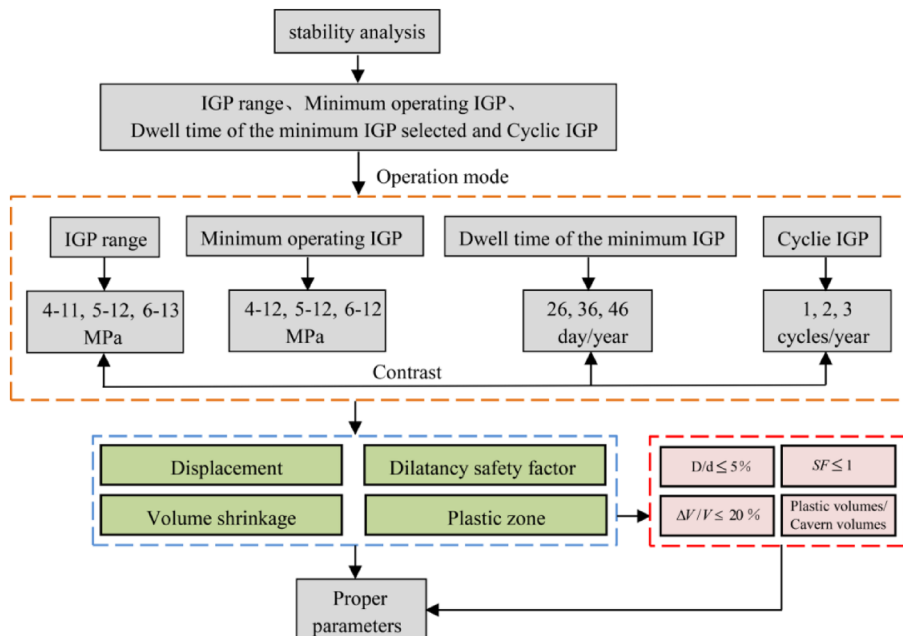 stability analysis
IGP range、Minimum operating IGP、
Dwell time of the minimum IGP selected and Cyclic IGP
Operation mode
IGP range
Minimum operating IGP
Dwell time of the minimum IGP
Cyclie IGP
4-11, 5-12, 6-13
MPa
4-12, 5-12, 6-12
MPa
26, 36, 46
day/year
1, 2, 3
cycles/year
Contrast
Displacement
Dilatancy safety factor
Volume shrinkage
Plastic zone
D/d ≤ 5%
SF ≤ 1
ΔV/V ≤ 20 %
Plastic volumes/
Cavern volumes
Proper
parameters